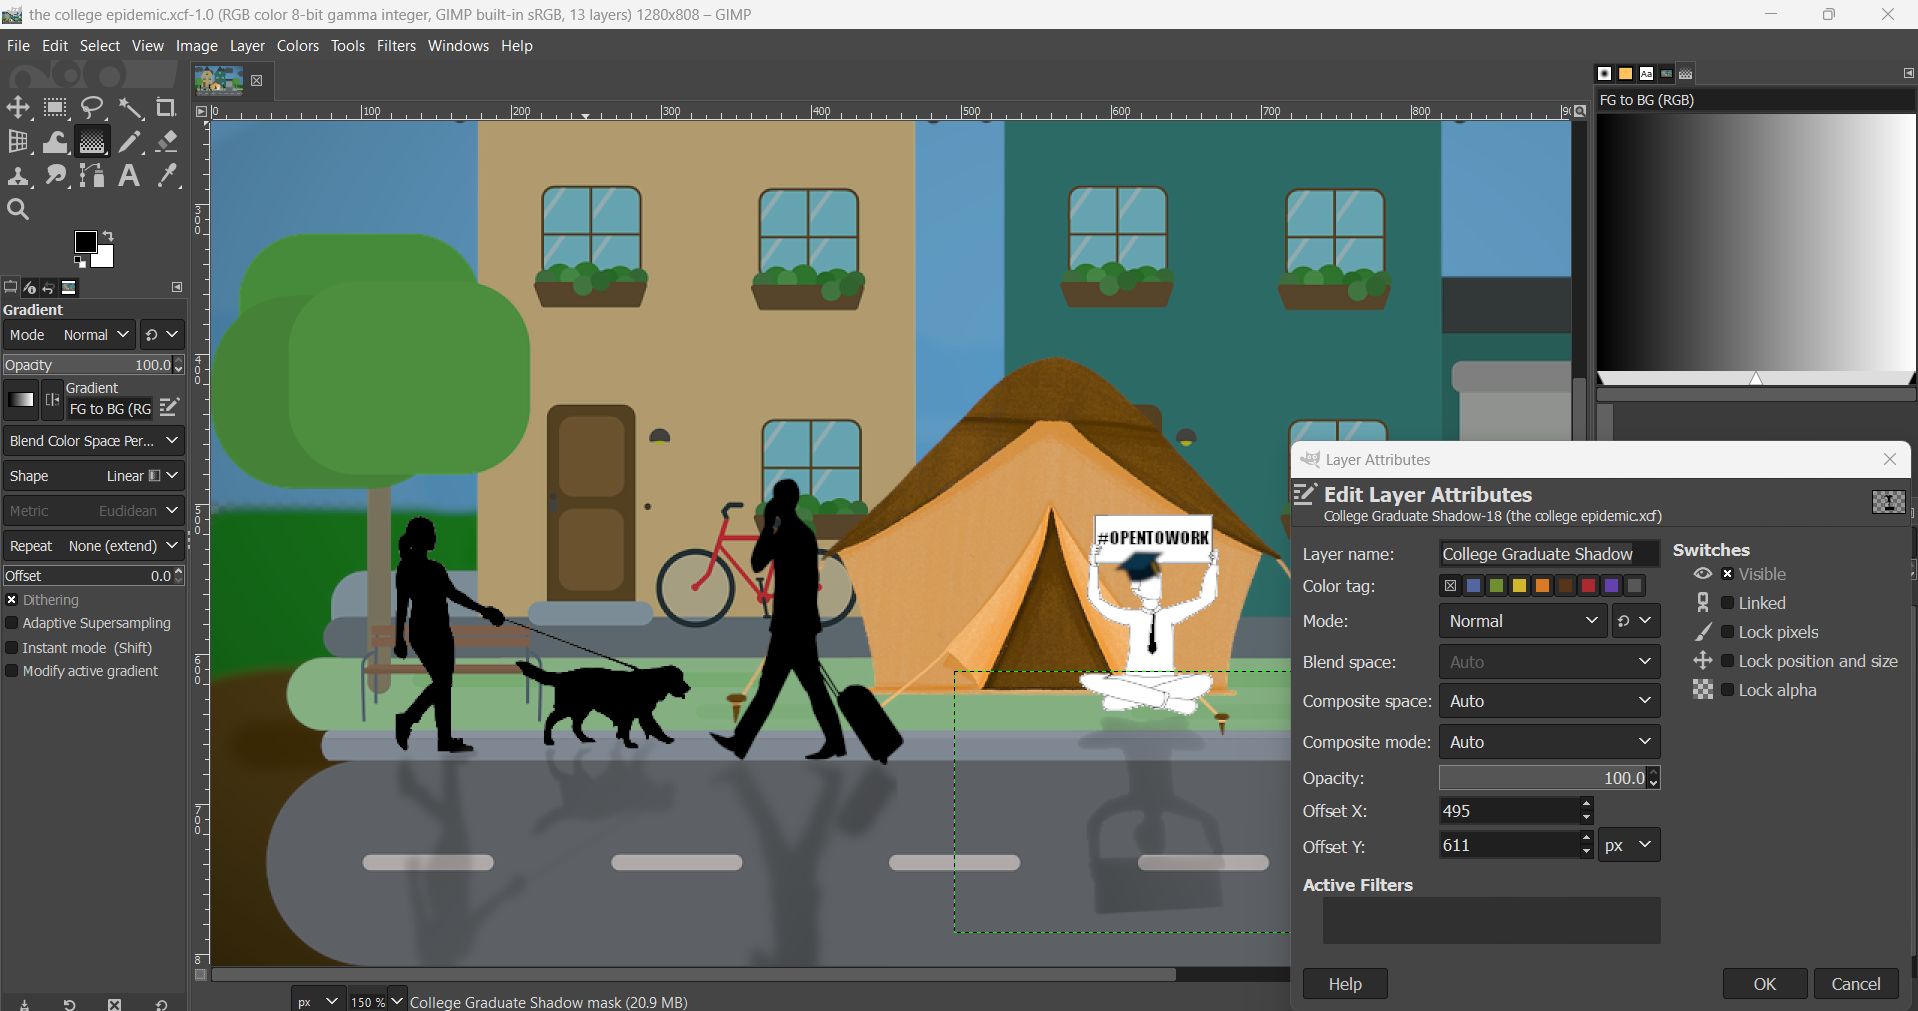 the college epidemic.xcf-1.0 (RGB color 8-bit gamma integer, GIMP built-in sRGB, 13 layers) 1280x808 – GIMP
File Edit Select View Image Layer Colors Tools Filters Windows Help
FG to BG (RGB)
0 100 200 300 400 500 600 700 800
300
400
500
600
700
Gradient
Mode Normal
Opacity 100.0
Gradient
FG to BG (RG
Blend Color Space Per...
Shape Linear
Metric Euclidean
Repeat None (extend)
Offset 0.0
Dithering
Adaptive Supersampling
Instant mode (Shift)
Modify active gradient
#OPENTOWORK
Layer Attributes
Edit Layer Attributes
College Graduate Shadow-18 (the college epidemic.xcf)
Layer name: College Graduate Shadow
Color tag:
Mode: Normal
Blend space: Auto
Composite space: Auto
Composite mode: Auto
Opacity: 100.0
Offset X: 495
Offset Y: 611 px
Active Filters
Switches
Visible
Linked
Lock pixels
Lock position and size
Lock alpha
Help OK Cancel
px 150 % College Graduate Shadow mask (20.9 MB)